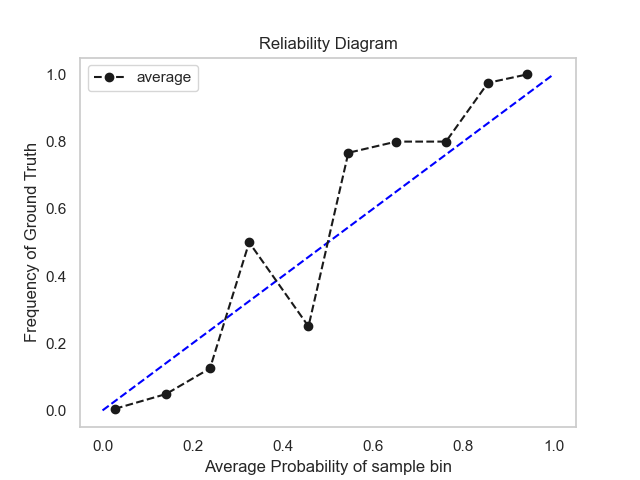 Reliability Diagram
average
Frequency of Ground Truth
1.0
0.8
0.6
0.4
0.2
0.0
0.0 0.2 0.4 0.6 0.8 1.0
Average Probability of sample bin